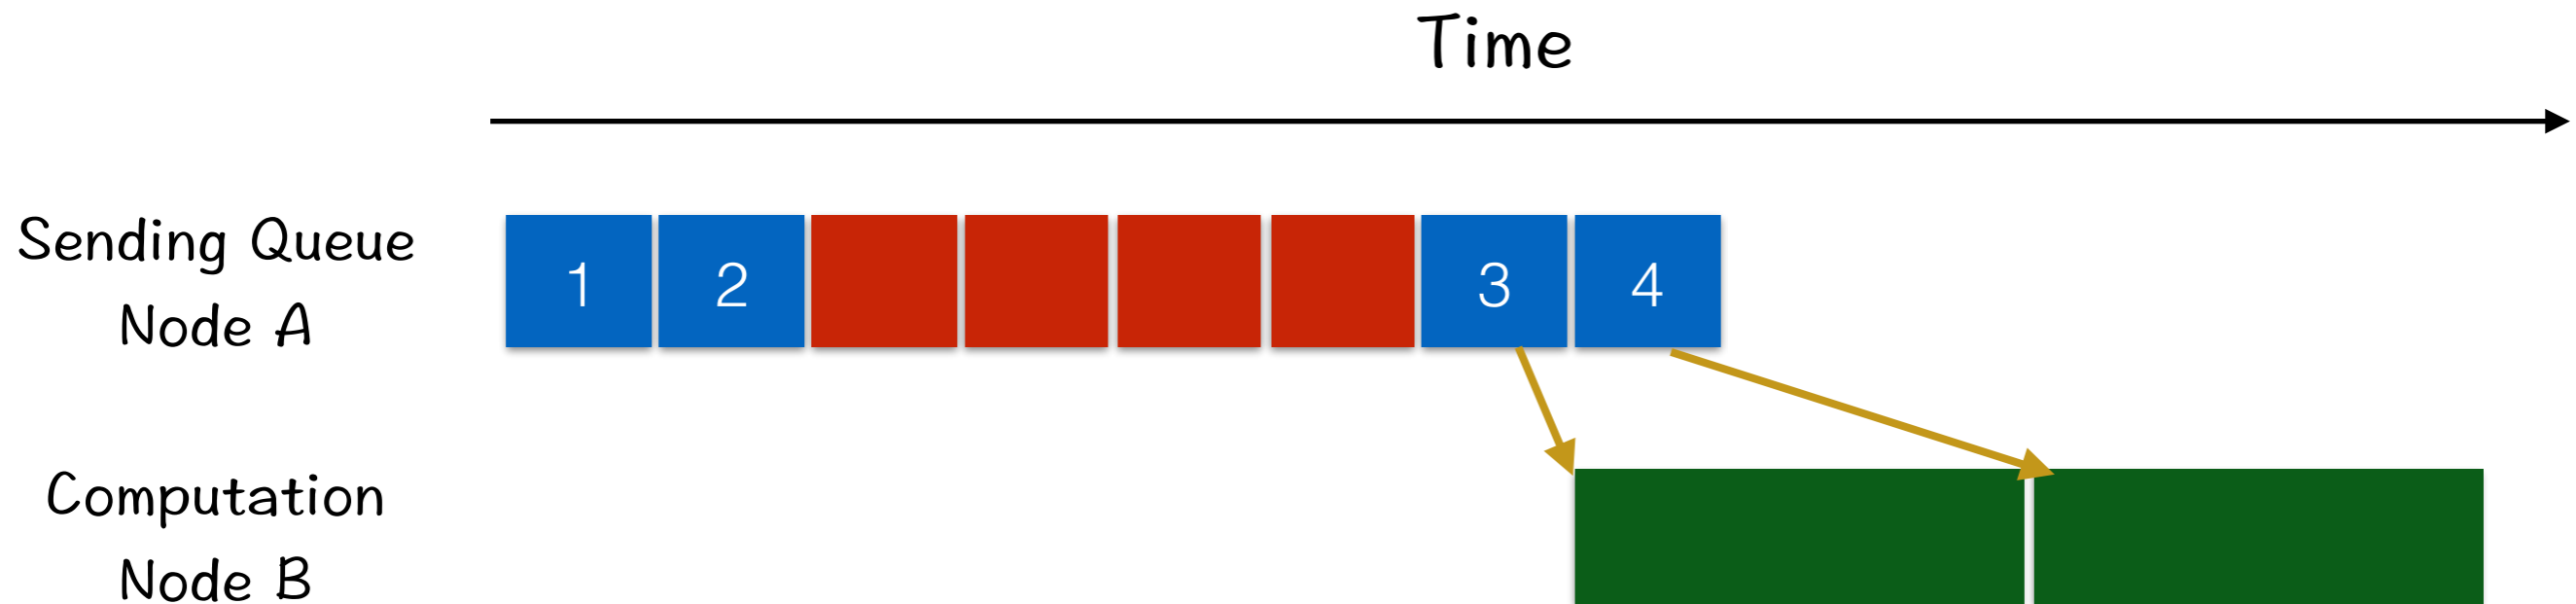 Time
Sending Queue
Node A
1
2
3
4
Computation
Node B